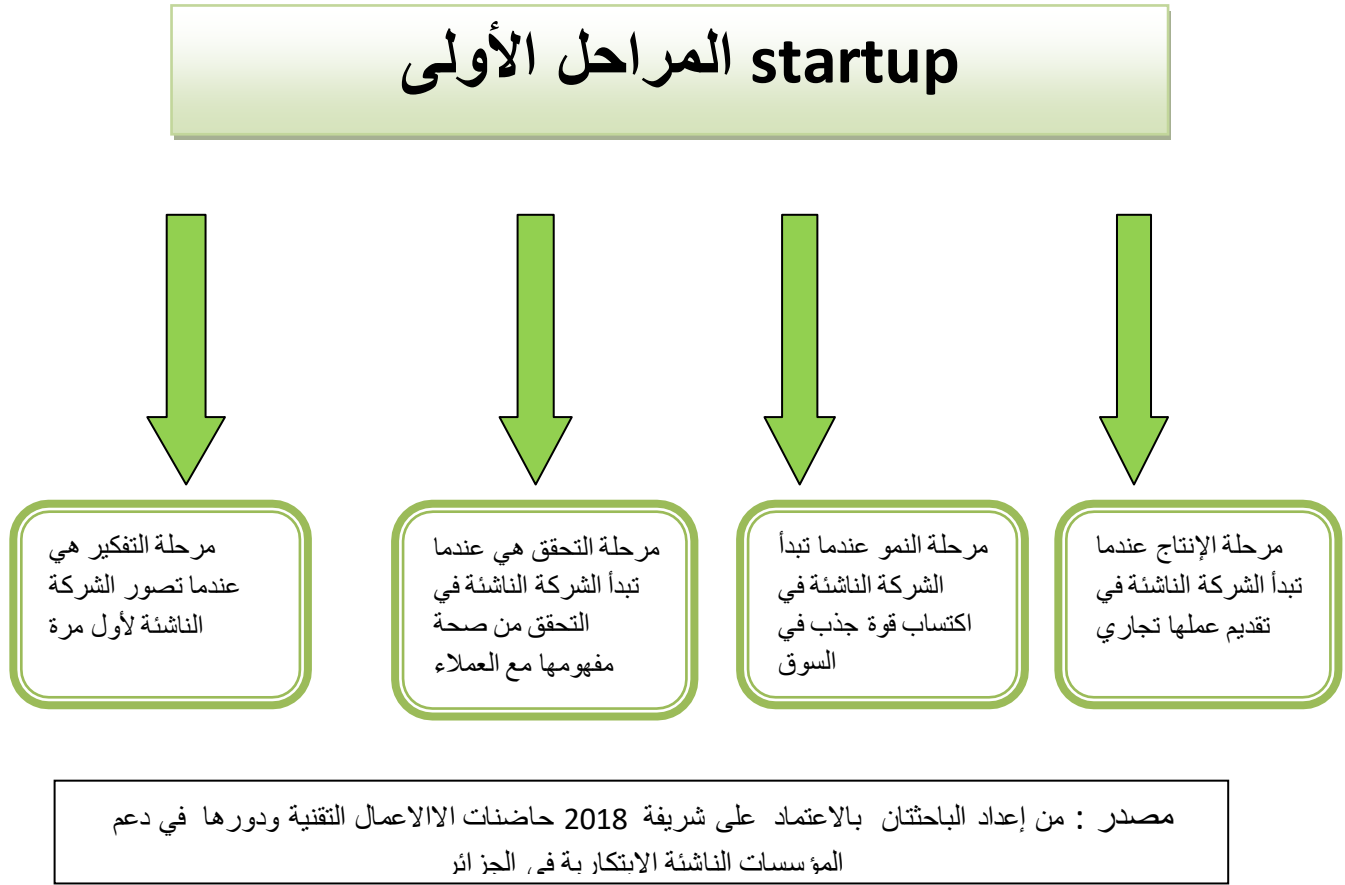 startup المراحل الأولى
مرحلة الإنتاج عندما
تبدأ الشركة الناشئة في
تقديم عملها تجاري
مرحلة النمو عندما تبدأ
الشركة الناشئة في
اكتساب قوة جذب في
السوق
مرحلة التحقق هي عندما
تبدأ الشركة الناشئة في
التحقق من صحة
مفهومها مع العملاء
مرحلة التفكير هي
عندما تصور الشركة
الناشئة لأول مرة
مصدر : من إعداد الباحثتان بالاعتماد على شريفة 2018 حاضنات الاالاعمال التقنية ودورها في دعم
المؤسسات الناشئة الابتكارية في الجزائر